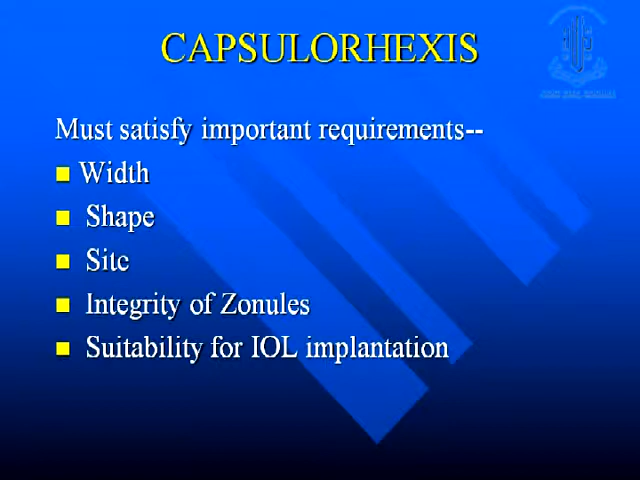 CAPSULORHEXIS
Must satisfy important requirements--
Width
Shape
Site
Integrity of Zonules
Suitability for IOL implantation